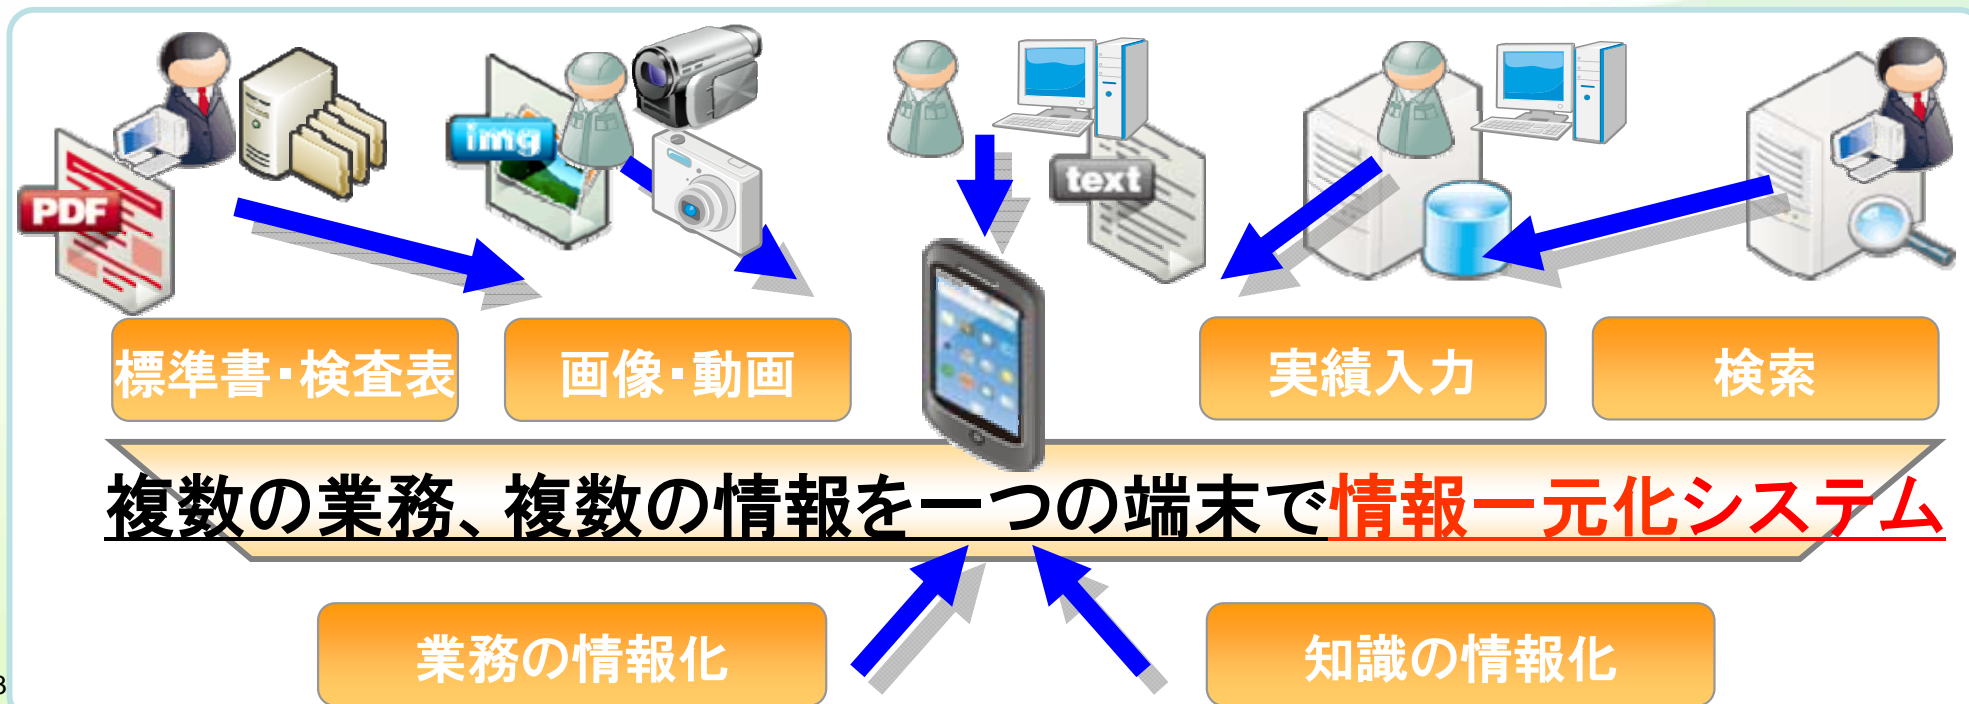 img
text
PDF
標準書・検査表
画像・動画
実績入力
検索
複数の業務、複数の情報を一つの端末で情報一元化システム
業務の情報化
知識の情報化